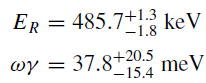 E_R = 485.7^{+1.3}_{−1.8} keV
ωγ = 37.8^{+20.5}_{−15.4} meV